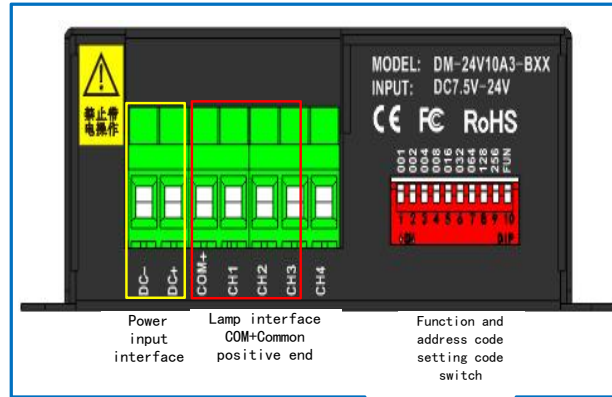 MODEL: DM-24V10A3-BXX
INPUT: DC7.5V-24V
CE FC RoHS
禁止带
电操作
001 002 004 008 016 032 064 128 256 FUN
1 2 3 4 5 6 7 8 9 10
DIP
DC- DC+ COM+ CH1 CH2 CH3 CH4
Power
input
interface
Lamp interface
COM+Common
positive end
Function and
address code
setting code
switch